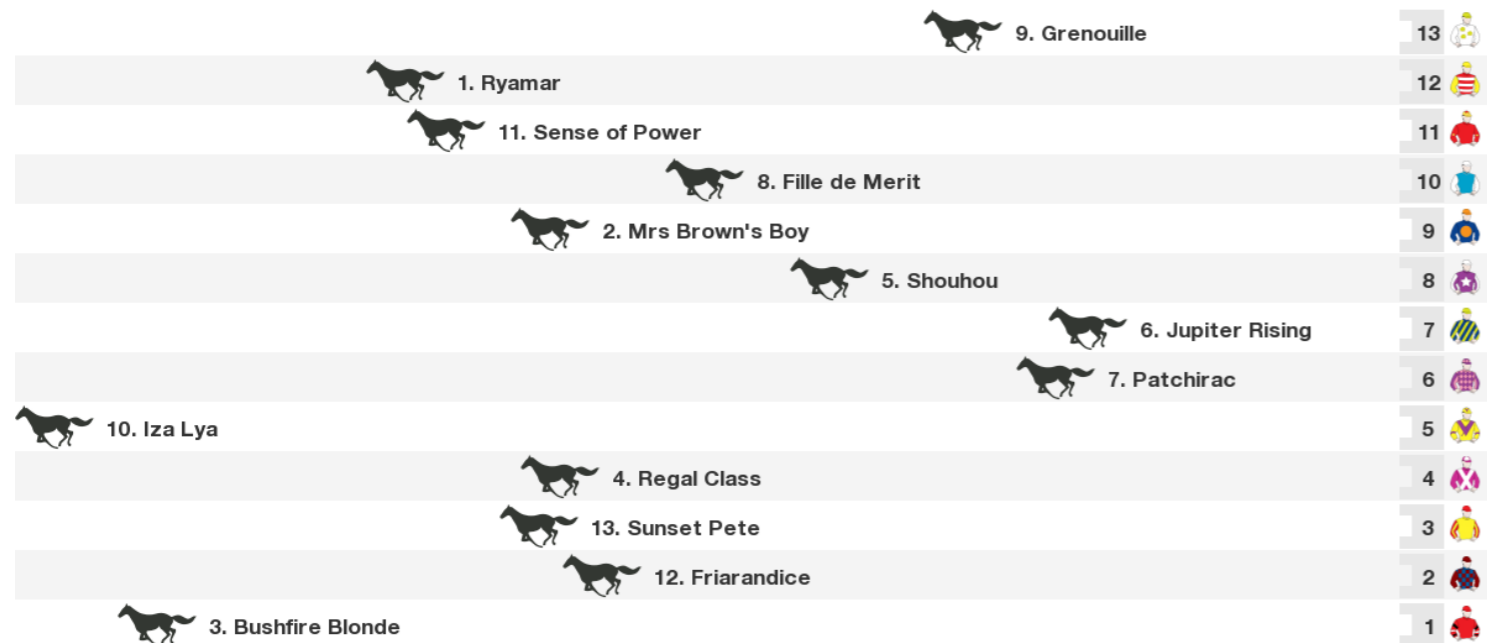 9. Grenouille 13
1. Ryamar 12
11. Sense of Power 11
8. Fille de Merit 10
2. Mrs Brown's Boy 9
5. Shouhou 8
6. Jupiter Rising 7
7. Patchirac 6
10. Iza Lya 5
4. Regal Class 4
13. Sunset Pete 3
12. Friarandice 2
3. Bushfire Blonde 1